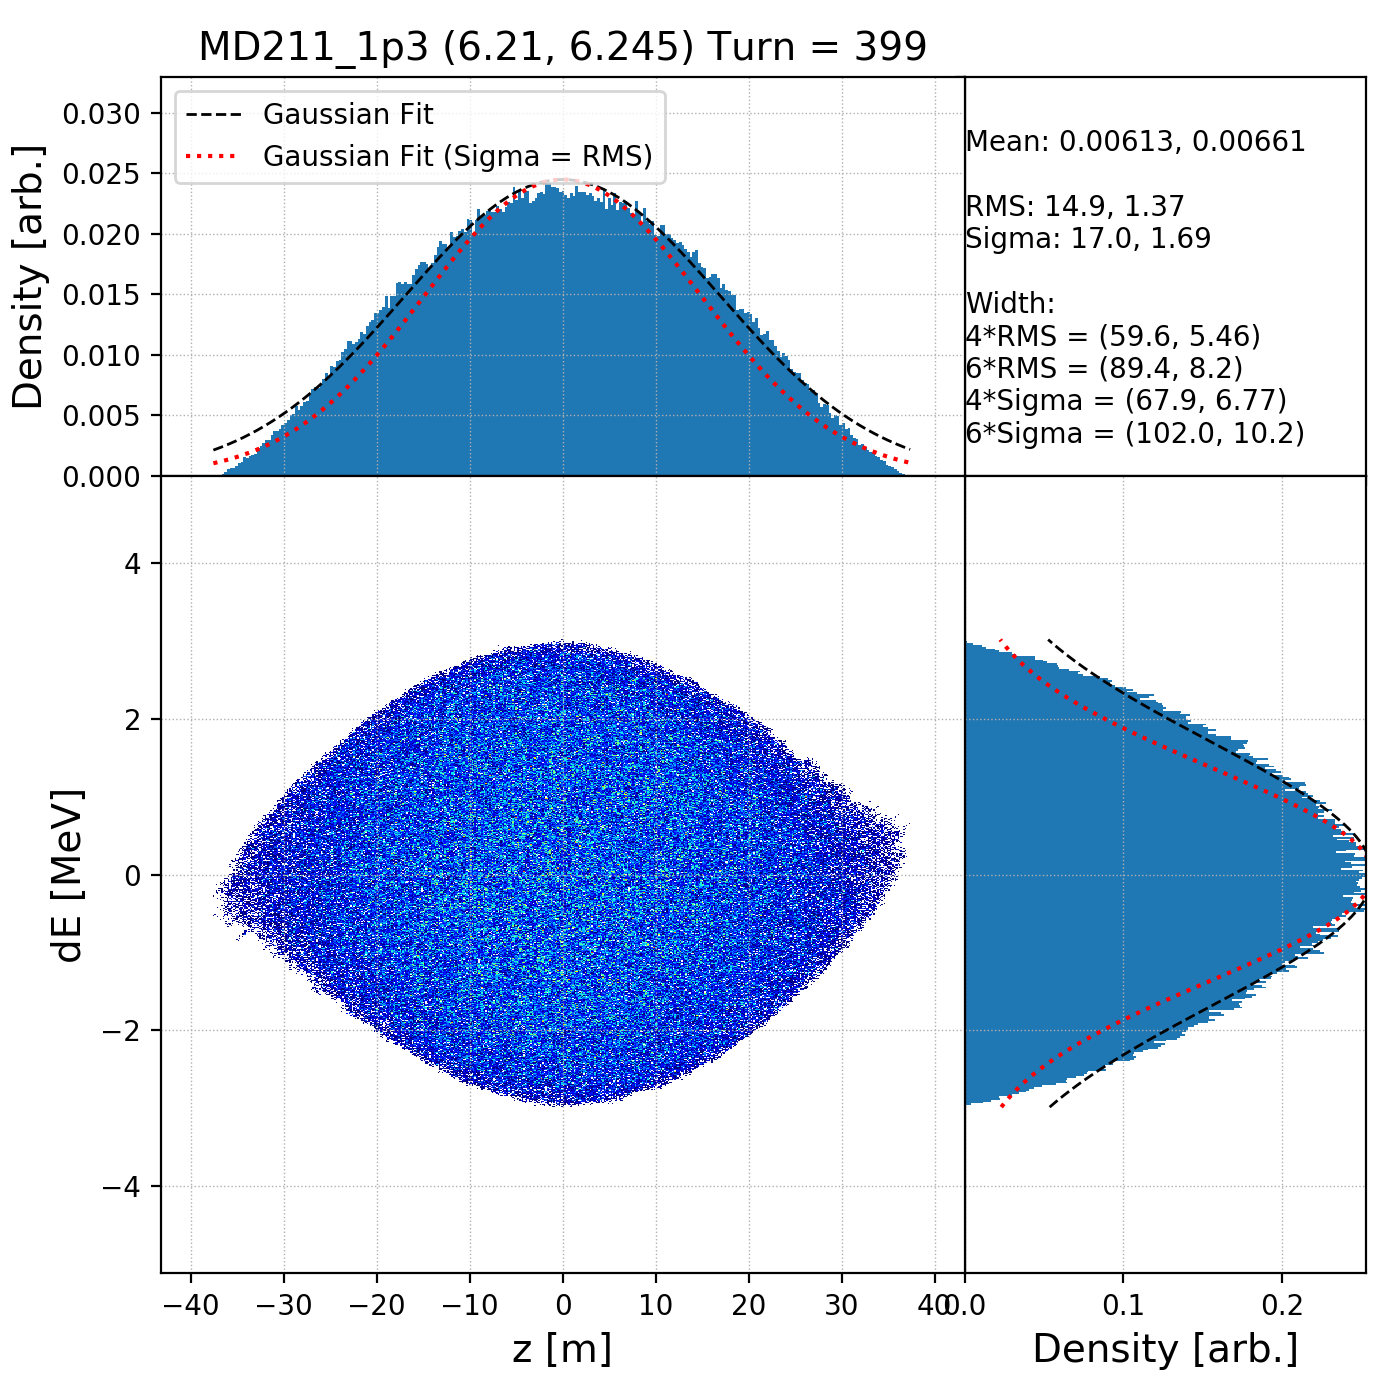 MD211_1p3 (6.21, 6.245) Turn = 399
Gaussian Fit
Gaussian Fit (Sigma = RMS)
Density [arb.]
0.030
0.025
0.020
0.015
0.010
0.005
0.000
Mean: 0.00613, 0.00661
RMS: 14.9, 1.37
Sigma: 17.0, 1.69
Width:
4*RMS = (59.6, 5.46)
6*RMS = (89.4, 8.2)
4*Sigma = (67.9, 6.77)
6*Sigma = (102.0, 10.2)
dE [MeV]
4
2
0
−2
−4
−40 −30 −20 −10 0 10 20 30 40
z [m]
0.0 0.1 0.2
Density [arb.]